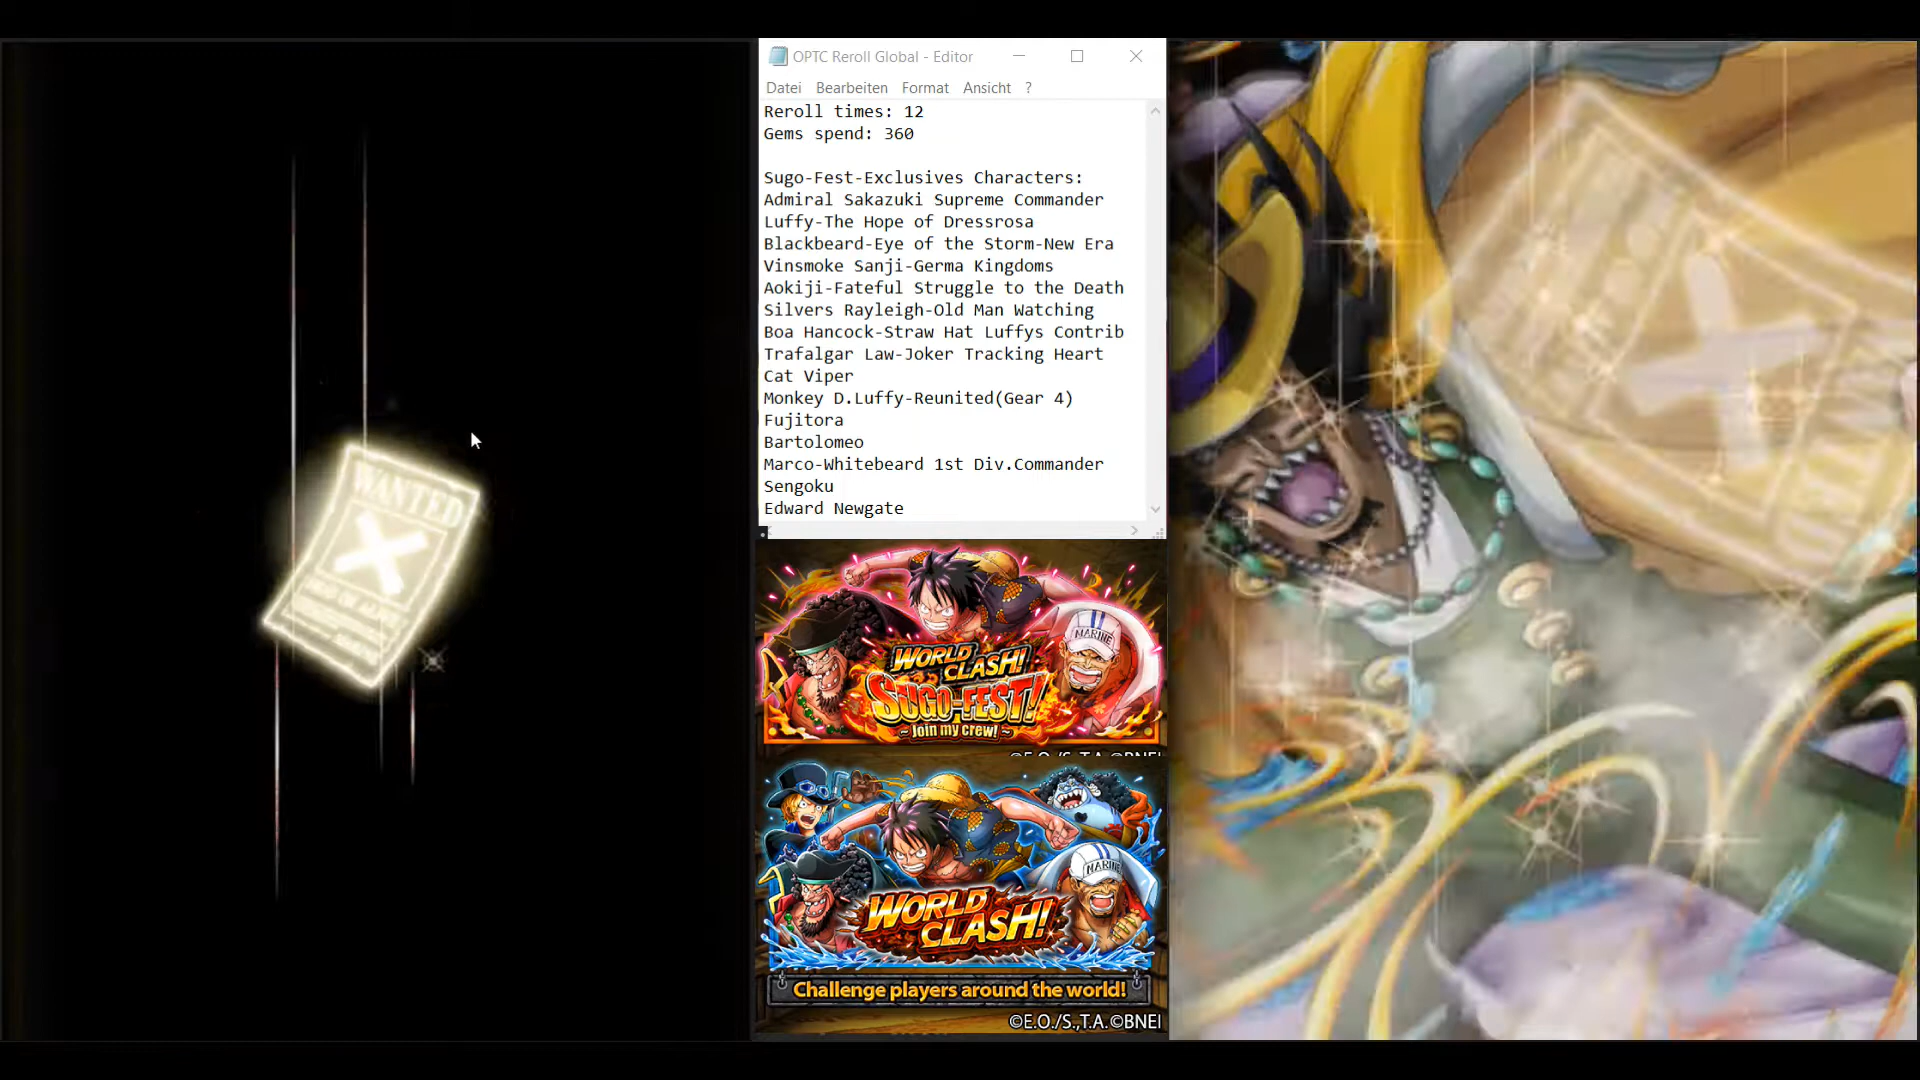 WANTED
OPTC Reroll Global - Editor
Datei Bearbeiten Format Ansicht ?
Reroll times: 12
Gems spend: 360
Sugo-Fest-Exclusives Characters:
Admiral Sakazuki Supreme Commander
Luffy-The Hope of Dressrosa
Blackbeard-Eye of the Storm-New Era
Vinsmoke Sanji-Germa Kingdoms
Aokiji-Fateful Struggle to the Death
Silvers Rayleigh-Old Man Watching
Boa Hancock-Straw Hat Luffys Contrib
Trafalgar Law-Joker Tracking Heart
Cat Viper
Monkey D.Luffy-Reunited(Gear 4)
Fujitora
Bartolomeo
Marco-Whitebeard 1st Div.Commander
Sengoku
Edward Newgate
MARINE
WORLD
CLASH!
SUGO-FEST!
~Join my crew!~
©E.O./S.,T.A.©BNEI
MARINE
WORLD
CLASH!
Challenge players around the world!
©E.O./S.,T.A.©BNEI